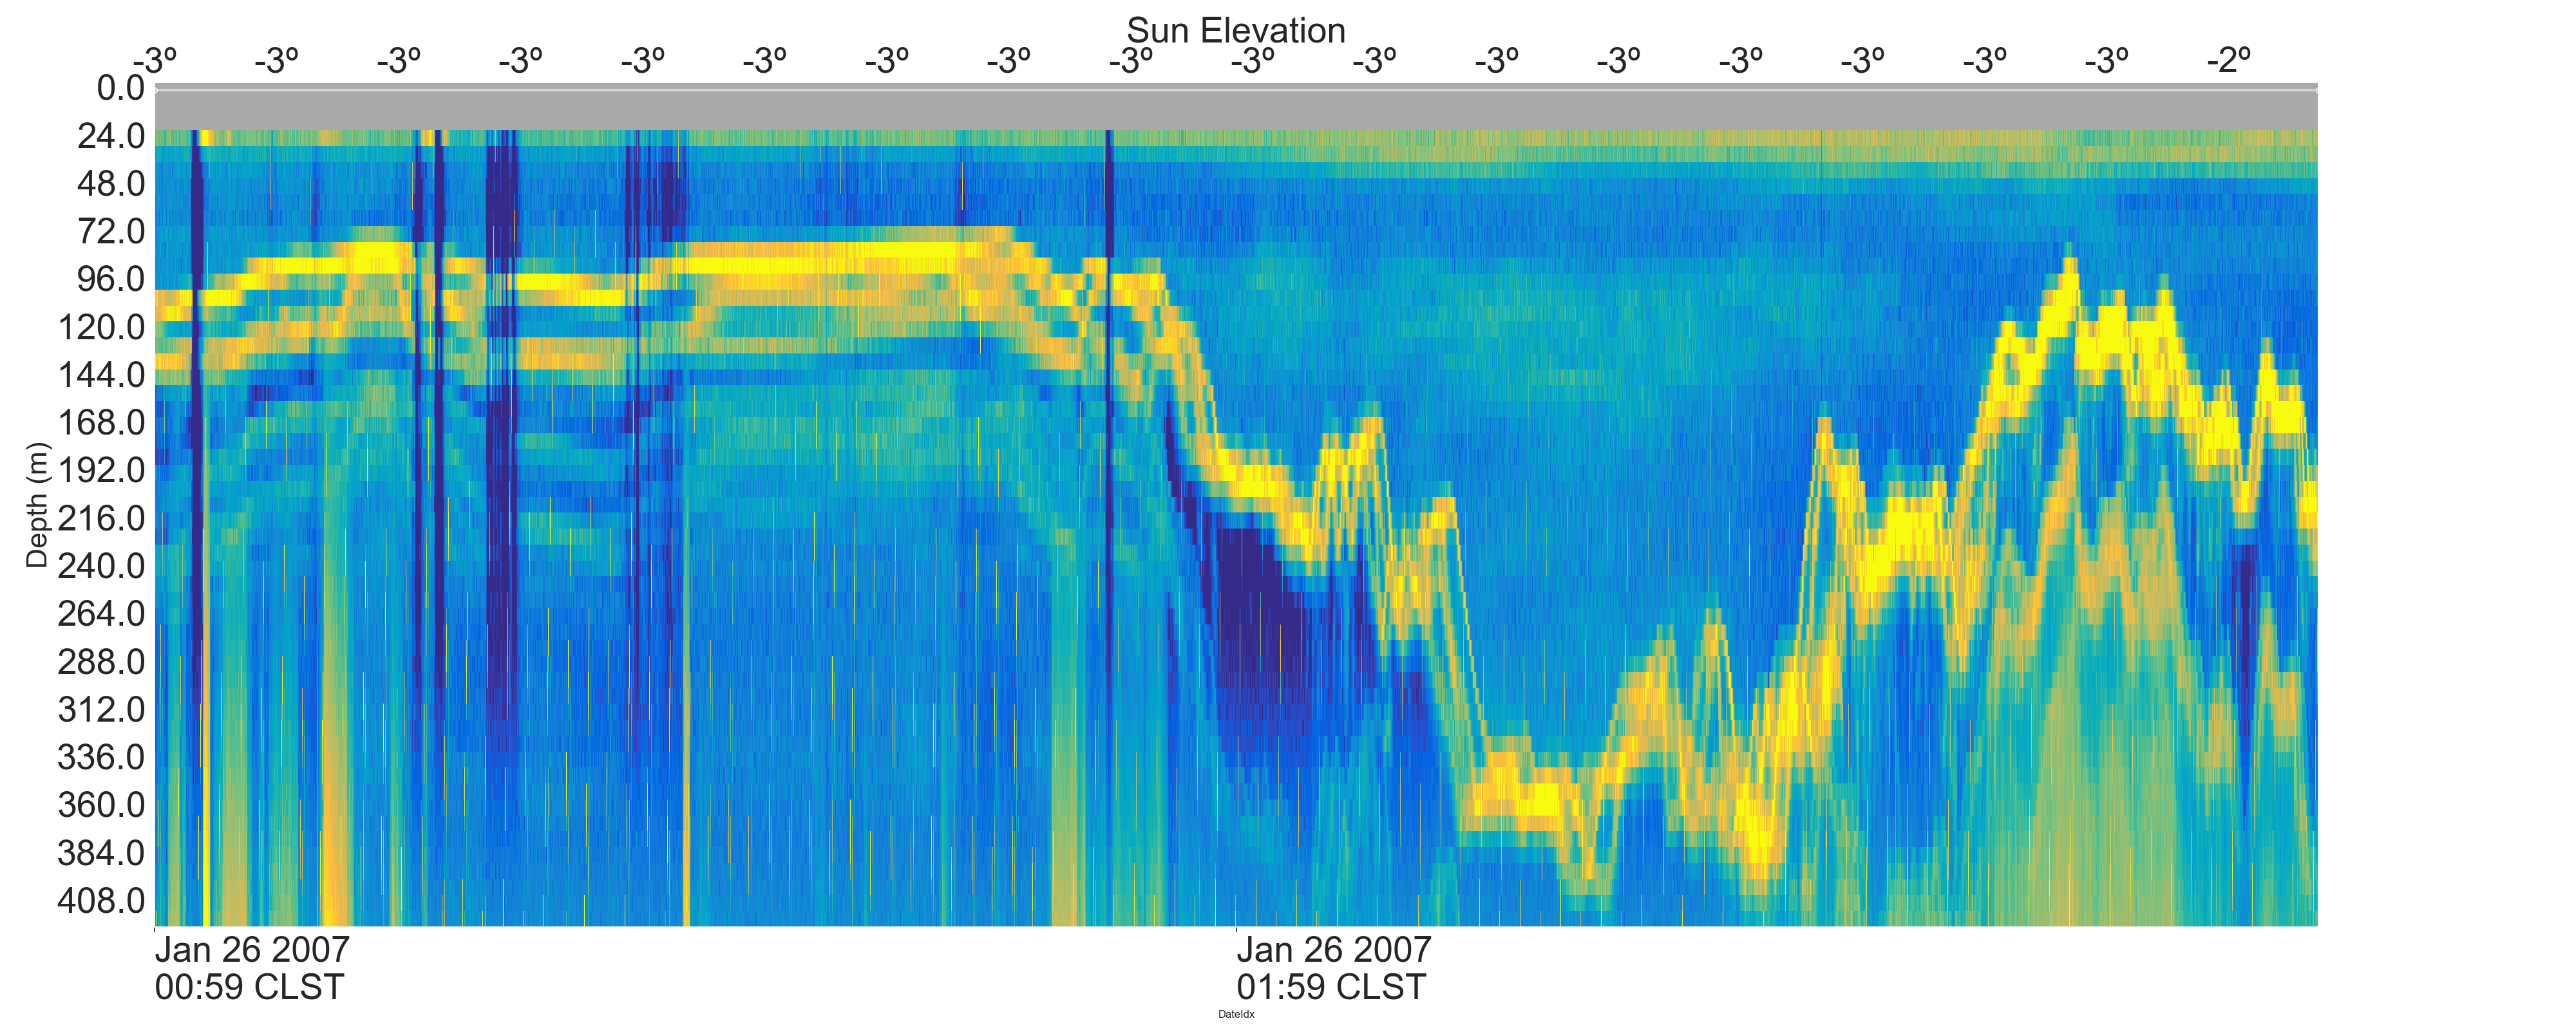 Sun Elevation
-3º -3º -3º -3º -3º -3º -3º -3º -3º -3º -3º -3º -3º -3º -3º -3º -3º -2º
0.0
24.0
48.0
72.0
96.0
120.0
144.0
168.0
192.0
216.0
240.0
264.0
288.0
312.0
336.0
360.0
384.0
408.0
Depth (m)
Jan 26 2007
00:59 CLST
Jan 26 2007
01:59 CLST
DateIdx